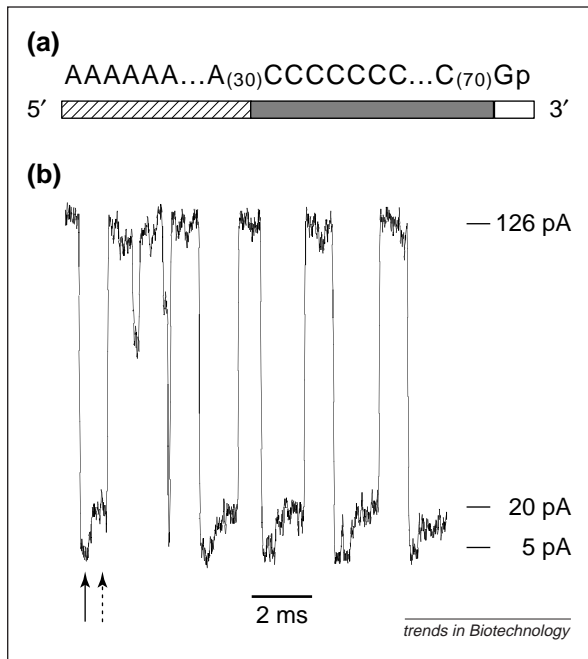 (a)
AAAAAA...A(30)CCCCCCC...C(70)Gp
5′ 3′
(b)
126 pA
20 pA
5 pA
2 ms
trends in Biotechnology